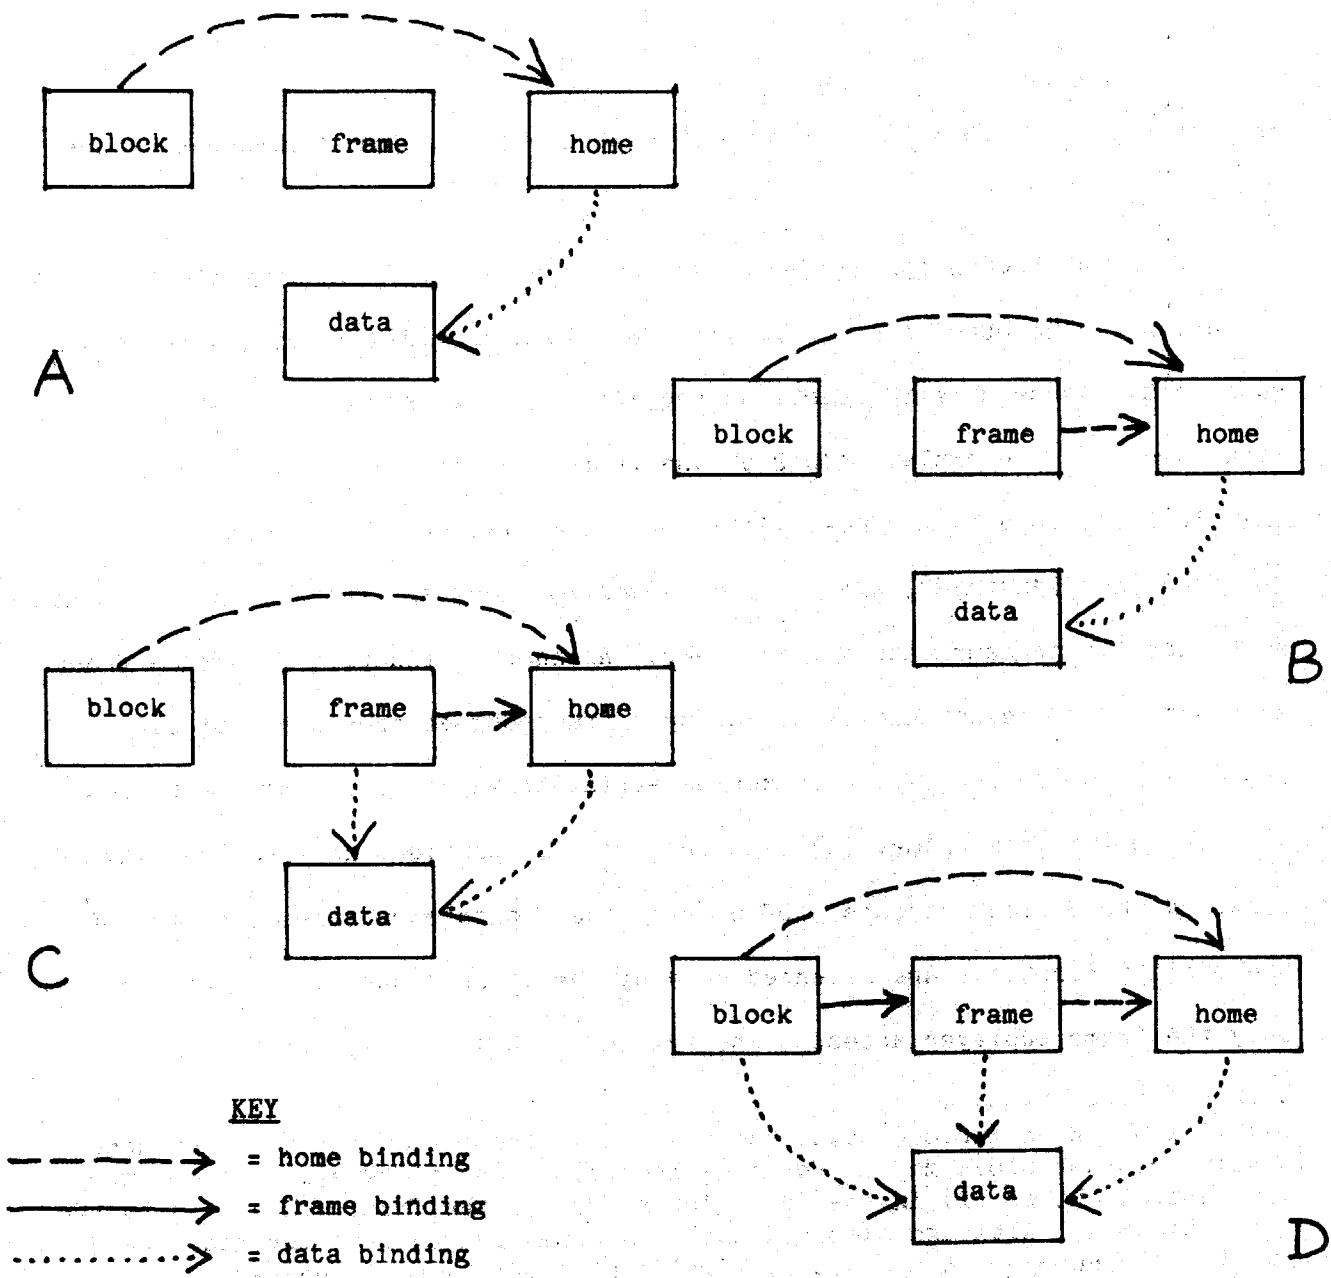 block frame home
data
A
block frame home
data
B
block frame home
data
C
block frame home
data
D
KEY
= home binding
= frame binding
= data binding